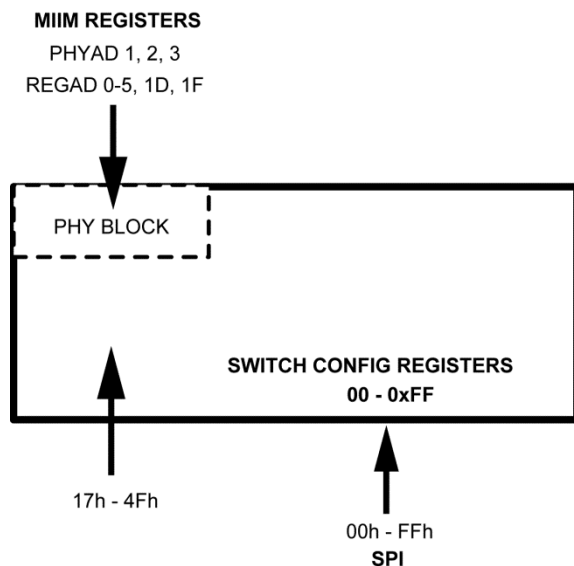 MIIM REGISTERS
PHYAD 1, 2, 3
REGAD 0-5, 1D, 1F
PHY BLOCK
SWITCH CONFIG REGISTERS
00 - 0xFF
17h - 4Fh
00h - FFh
SPI